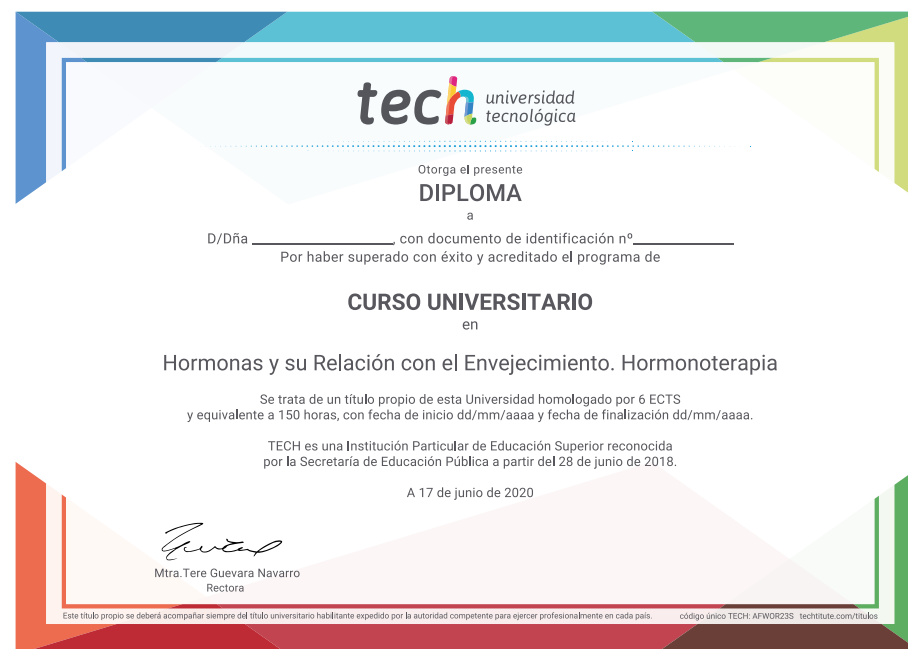 tech universidad
tecnológica
Otorga el presente
DIPLOMA
a
D/Dña ____________________, con documento de identificación nº______________
Por haber superado con éxito y acreditado el programa de
CURSO UNIVERSITARIO
en
Hormonas y su Relación con el Envejecimiento. Hormonoterapia
Se trata de un título propio de esta Universidad homologado por 6 ECTS
y equivalente a 150 horas, con fecha de inicio dd/mm/aaaa y fecha de finalización dd/mm/aaaa.
TECH es una Institución Particular de Educación Superior reconocida
por la Secretaría de Educación Pública a partir del 28 de junio de 2018.
A 17 de junio de 2020
Mtra.Tere Guevara Navarro
Rectora
Este título propio se deberá acompañar siempre del título universitario habilitante expedido por la autoridad competente para ejercer profesionalmente en cada país. código único TECH: AFWOR23S techtitute.com/titulos